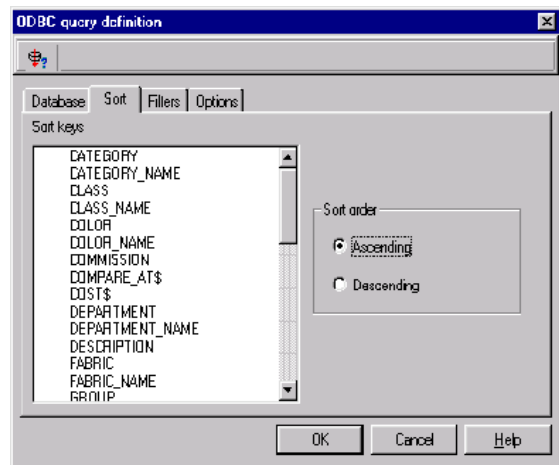 ODBC query definition
Database Sort Filters Options
Sort keys
CATEGORY
CATEGORY_NAME
CLASS
CLASS_NAME
COLOR
COLOR_NAME
COMMISSION
COMPARE_AT$
COST$
DEPARTMENT
DEPARTMENT_NAME
DESCRIPTION
FABRIC
FABRIC_NAME
GROUP
Sort order
Ascending
Descending
OK Cancel Help